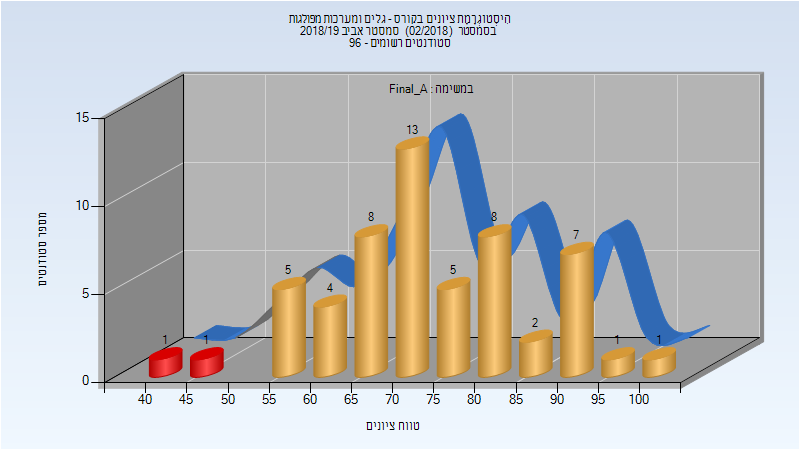 היסטוגרמת ציונים בקורס - גלים ומערכות מפולגות
בסמסטר (02/2018) סמסטר אביב 2018/19
סטודנטים רשומים - 96
במשימה : Final_A
מספר סטודנטים
15
10
5
0
1
1
5
4
8
13
5
8
2
7
1
1
40 45 50 55 60 65 70 75 80 85 90 95 100
טווח ציונים